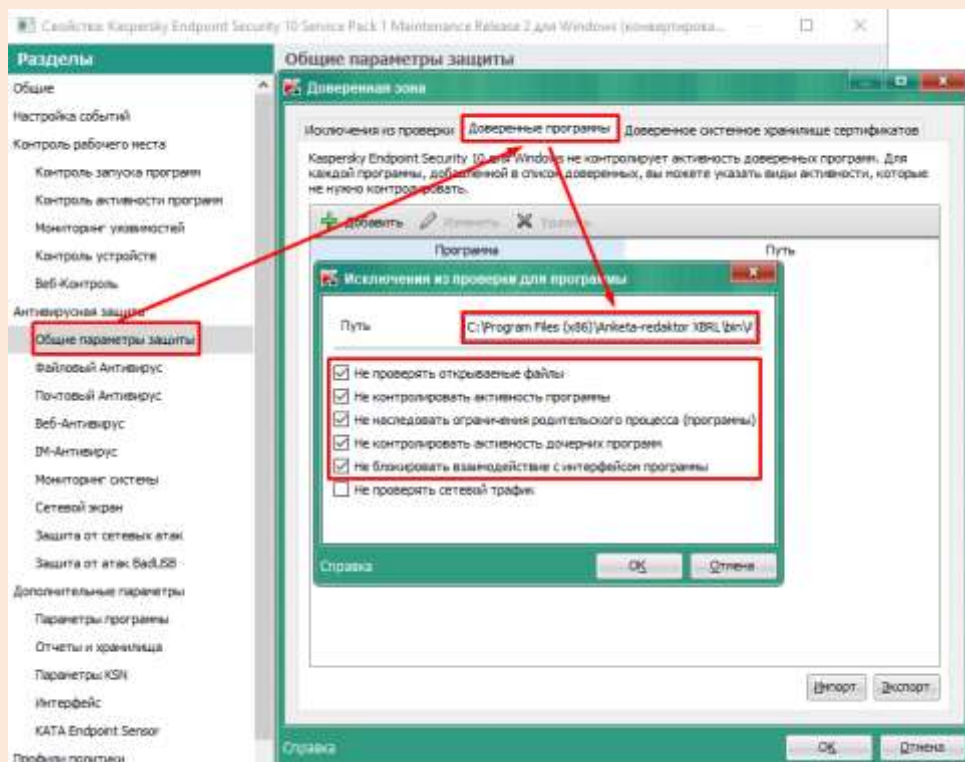 Свойства: Kaspersky Endpoint Security 10 Service Pack 1 Maintenance Release 2 для Windows (конвертирова...
Разделы
Общие
Настройка событий
Контроль рабочего места
Контроль запуска программ
Контроль активности программ
Мониторинг уязвимостей
Контроль устройств
Веб-Контроль
Антивирусная защита
Общие параметры защиты
Файловый Антивирус
Почтовый Антивирус
Веб-Антивирус
IM-Антивирус
Мониторинг системы
Сетевой экран
Защита от сетевых атак
Защита от атак BadUSB
Дополнительные параметры
Параметры программы
Отчеты и хранилища
Параметры KSN
Интерфейс
KATA Endpoint Sensor
Профили политики
Общие параметры защиты
Доверенная зона
Исключения из проверки
Доверенные программы
Доверенное системное хранилище сертификатов
Kaspersky Endpoint Security 10 для Windows не контролирует активность доверенных программ. Для
каждой программы, добавленной в список доверенных, вы можете указать виды активности, которые
не нужно контролировать.
Добавить
Изменить
Удалить
Программа
Путь
Исключения из проверки для программы
Путь
C:\Program Files (x86)\Anketa-redaktor XBRL\bin\
Не проверять открываемые файлы
Не контролировать активность программы
Не наследовать ограничения родительского процесса (программы)
Не контролировать активность дочерних программ
Не блокировать взаимодействие с интерфейсом программы
Не проверять сетевой трафик
Справка
OK
Отмена
Импорт
Экспорт
Справка
OK
Отмена